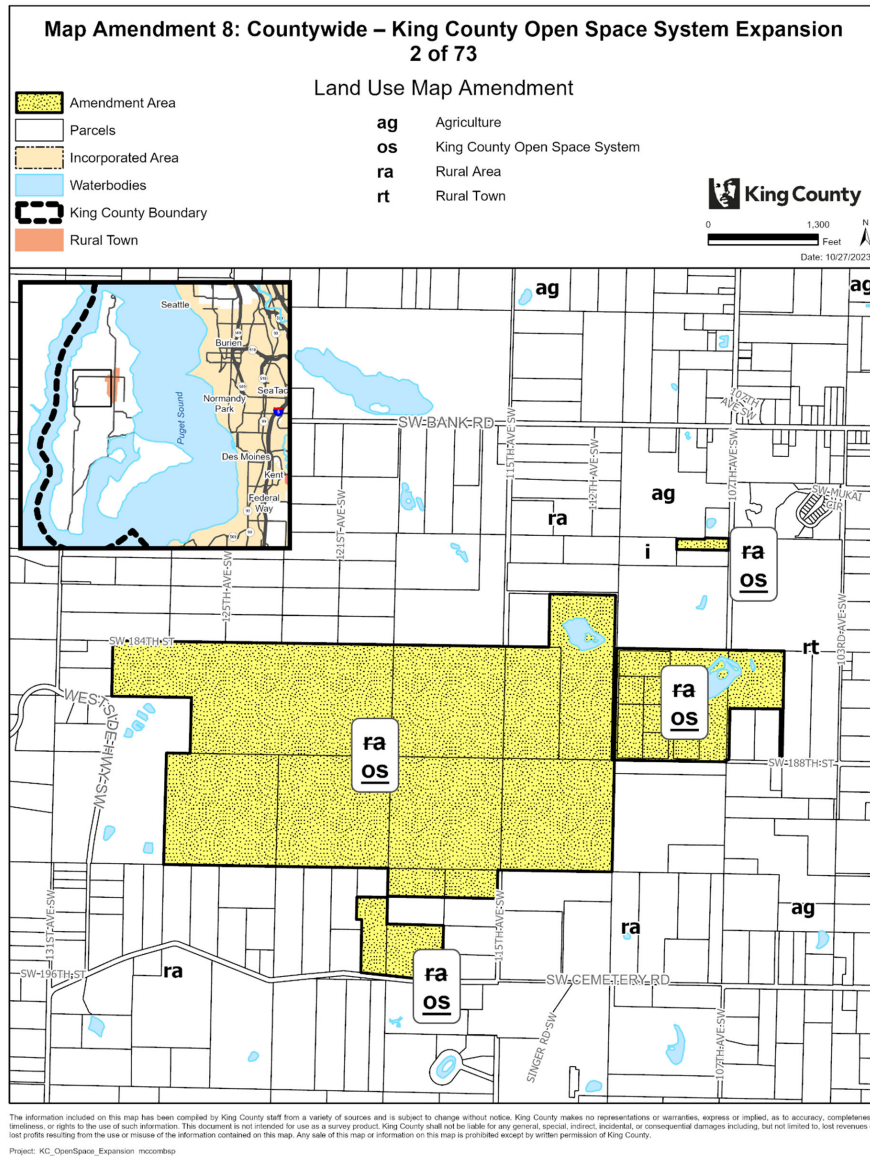 Map Amendment 8: Countywide – King County Open Space System Expansion
2 of 73
Land Use Map Amendment
Amendment Area
Parcels
Incorporated Area
Waterbodies
King County Boundary
Rural Town
ag Agriculture
os King County Open Space System
ra Rural Area
rt Rural Town
King County
0 1,300
Feet
N
Date: 10/27/2023
Seattle
Burien
Normandy
Park
SeaTac
Puget Sound
Des Moines
Kent
Federal
Way
ag
ag
107TH
AVE SW
SW BANK RD
115TH AVE SW
112TH AVE SW
107TH AVE SW
121ST AVE SW
125TH AVE SW
ag
ra
i
SW MUKAI
CIR
ra
os
103RD AVE SW
rt
SW 184TH ST
WESTSIDE HWY SW
ra
os
ra
os
SW 188TH ST
131ST AVE SW
115TH AVE SW
ra
ag
SW 196TH ST
ra
ra
os
SW CEMETERY RD
SINGER RD SW
107TH AVE SW
The information included on this map has been compiled by King County staff from a variety of sources and is subject to change without notice. King County makes no representations or warranties, express or implied, as to accuracy, completenes
timeliness, or rights to the use of such information. This document is not intended for use as a survey product. King County shall not be liable for any general, special, indirect, incidental, or consequential damages including, but not limited to, lost revenues
lost profits resulting from the use or misuse of the information contained on this map. Any sale of this map or information on this map is prohibited except by written permission of King County.
Project: KC_OpenSpace_Expansion mccombsp